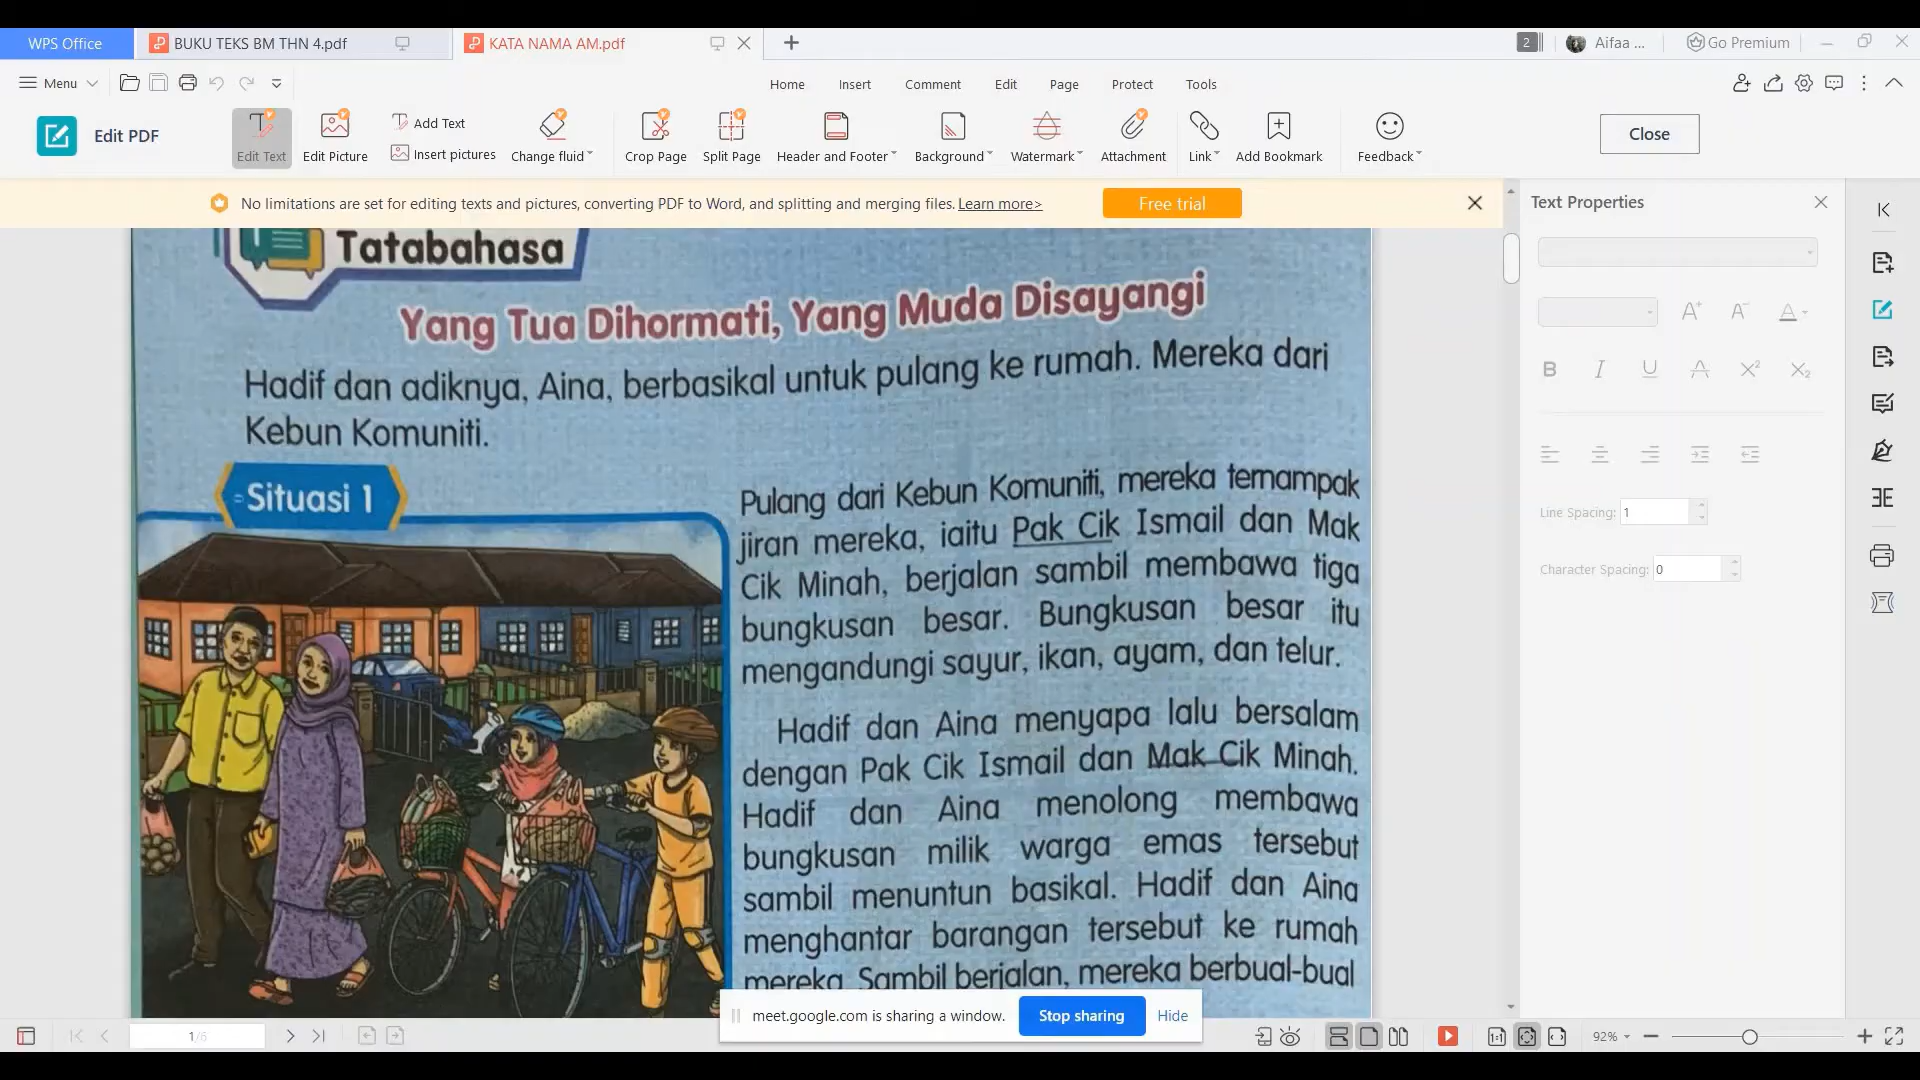 WPS Office
BUKU TEKS BM THN 4.pdf
KATA NAMA AM.pdf
2
Aifaa ...
Go Premium
Menu
Home
Insert
Comment
Edit
Page
Protect
Tools
Edit PDF
Edit Text
Edit Picture
Add Text
Insert pictures
Change fluid
Crop Page
Split Page
Header and Footer
Background
Watermark
Attachment
Link
Add Bookmark
Feedback
Close
No limitations are set for editing texts and pictures, converting PDF to Word, and splitting and merging files. Learn more>
Free trial
Text Properties
Line Spacing: 1
Character Spacing: 0
Tatabahasa
Yang Tua Dihormati, Yang Muda Disayangi
Hadif dan adiknya, Aina, berbasikal untuk pulang ke rumah. Mereka dari
Kebun Komuniti.
Situasi 1
Pulang dari Kebun Komuniti, mereka ternampak
jiran mereka, iaitu Pak Cik Ismail dan Mak
Cik Minah, berjalan sambil membawa tiga
bungkusan besar. Bungkusan besar itu
mengandungi sayur, ikan, ayam, dan telur.
Hadif dan Aina menyapa lalu bersalam
dengan Pak Cik Ismail dan Mak Cik Minah.
Hadif dan Aina menolong membawa
bungkusan milik warga emas tersebut
sambil menuntun basikal. Hadif dan Aina
menghantar barangan tersebut ke rumah
mereka. Sambil berjalan, mereka berbual-bual
meet.google.com is sharing a window.
Stop sharing
Hide
1/6
92%